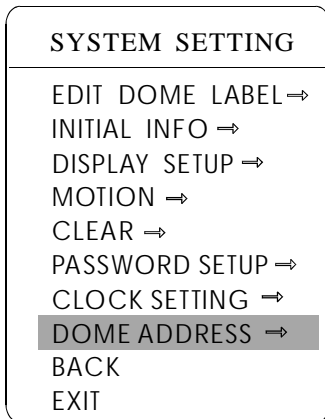 SYSTEM SETTING
EDIT DOME LABEL⇒
INITIAL INFO ⇒
DISPLAY SETUP ⇒
MOTION ⇒
CLEAR ⇒
PASSWORD SETUP ⇒
CLOCK SETTING ⇒
DOME ADDRESS ⇒
BACK
EXIT